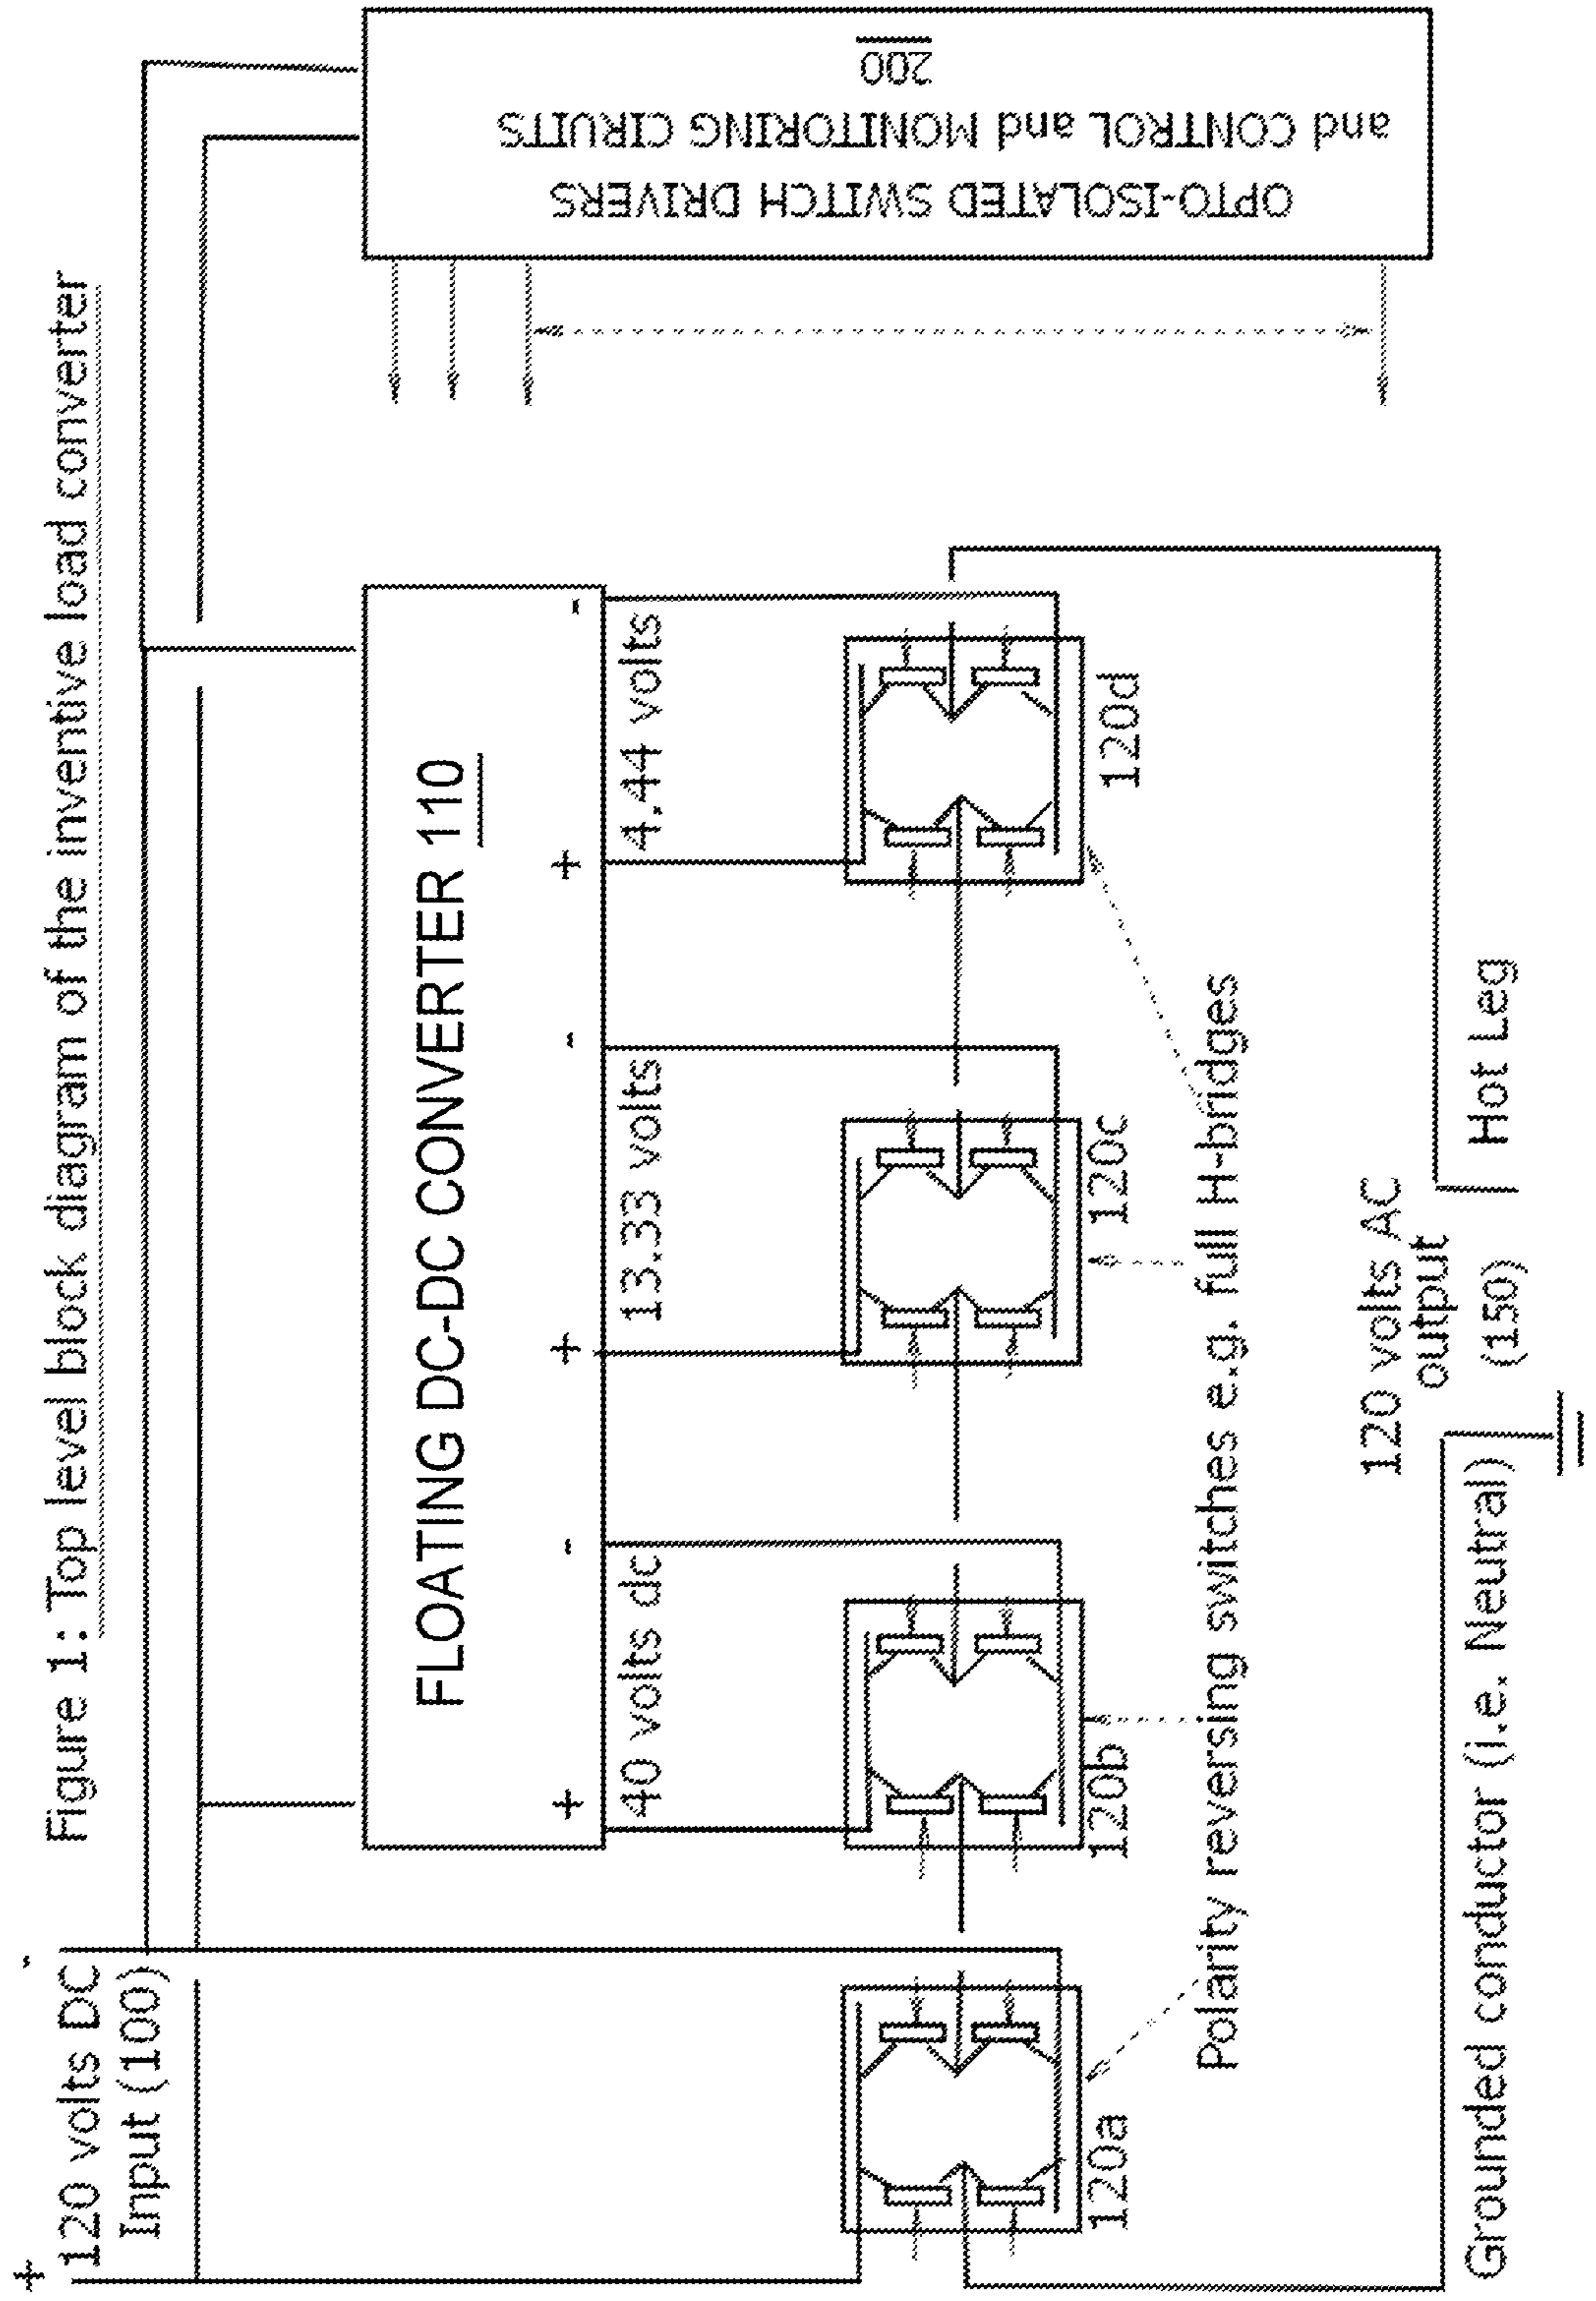 Figure 1: Top level block diagram of the inventive load converter
+
-
120 volts DC
Input (100)
FLOATING DC-DC CONVERTER 110
+
-
+
-
+
-
40 volts dc
13.33 volts
4.44 volts
120a
120b
120c
120d
Polarity reversing switches e.g. full H-bridges
120 volts AC
output
(150)
Grounded conductor (i.e. Neutral)
Hot Leg
OPTO-ISOLATED SWITCH DRIVERS
and CONTROL and MONITORING CIRUITS
200